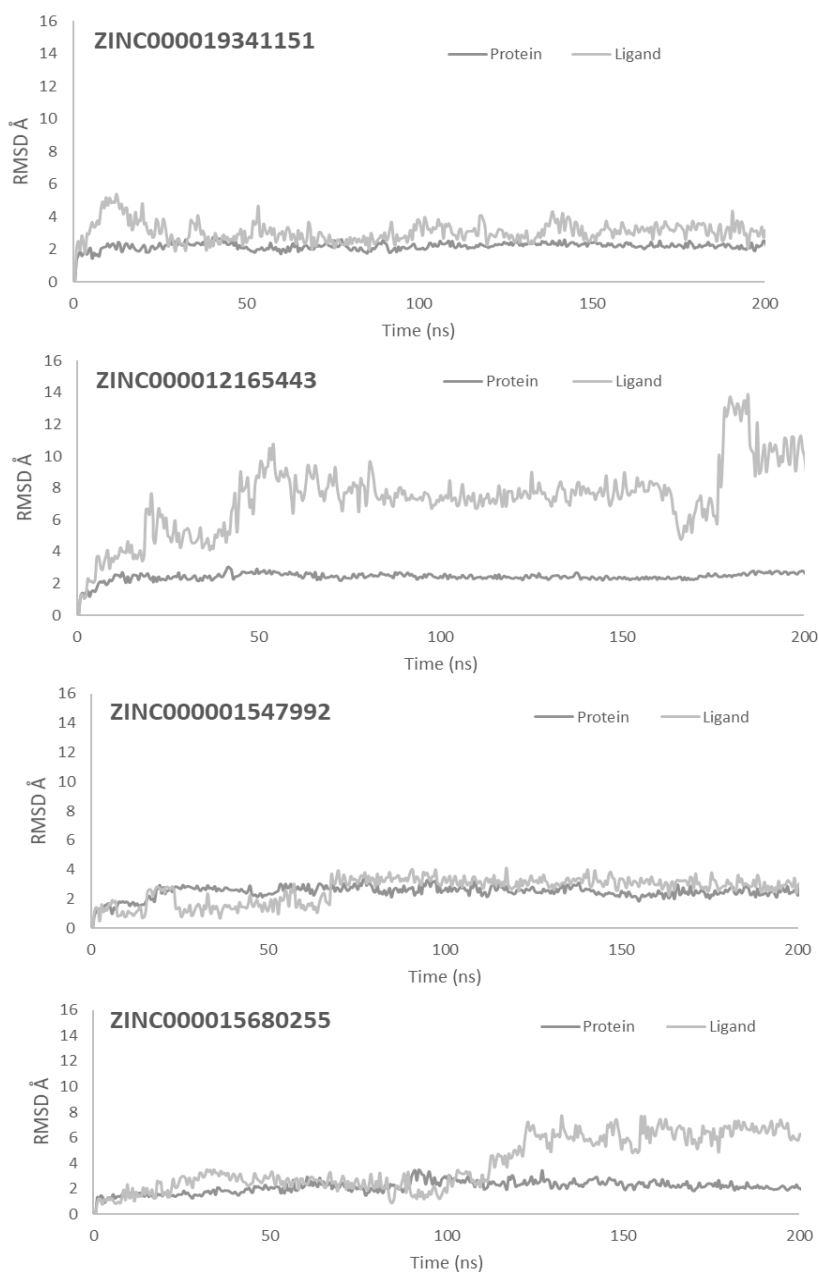 ZINC000019341151
Protein Ligand
RMSD Å
16
14
12
10
8
6
4
2
0
0 50 100 150 200
Time (ns)
ZINC000012165443
Protein Ligand
RMSD Å
16
14
12
10
8
6
4
2
0
0 50 100 150 200
Time (ns)
ZINC000001547992
Protein Ligand
RMSD Å
16
14
12
10
8
6
4
2
0
0 50 100 150 200
Time (ns)
ZINC000015680255
Protein Ligand
RMSD Å
16
14
12
10
8
6
4
2
0
0 50 100 150 200
Time (ns)